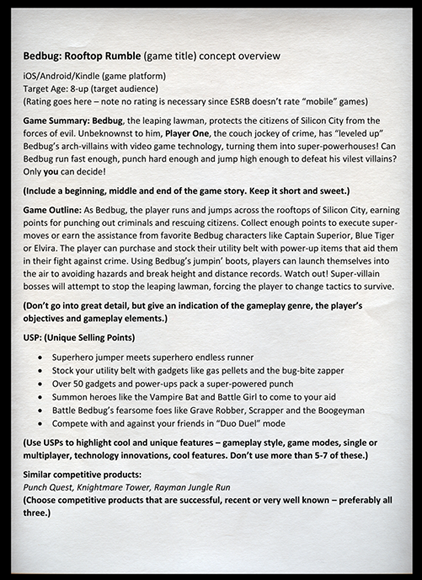 Bedbug: Rooftop Rumble (game title) concept overview
iOS/Android/Kindle (game platform)
Target Age: 8-up (target audience)
(Rating goes here – note no rating is necessary since ESRB doesn't rate "mobile" games)
Game Summary: Bedbug, the leaping lawman, protects the citizens of Silicon City from the
forces of evil. Unbeknownst to him, Player One, the couch jockey of crime, has "leveled up"
Bedbug's arch-villains with video game technology, turning them into super-powerhouses! Can
Bedbug run fast enough, punch hard enough and jump high enough to defeat his vilest villains?
Only you can decide!
(Include a beginning, middle and end of the game story. Keep it short and sweet.)
Game Outline: As Bedbug, the player runs and jumps across the rooftops of Silicon City, earning
points for punching out criminals and rescuing citizens. Collect enough points to execute super-
moves or earn the assistance from favorite Bedbug characters like Captain Superior, Blue Tiger
or Elvira. The player can purchase and stock their utility belt with power-up items that aid them
in their fight against crime. Using Bedbug's jumpin' boots, players can launch themselves into
the air to avoiding hazards and break height and distance records. Watch out! Super-villain
bosses will attempt to stop the leaping lawman, forcing the player to change tactics to survive.
(Don't go into great detail, but give an indication of the gameplay genre, the player's
objectives and gameplay elements.)
USP: (Unique Selling Points)
• Superhero jumper meets superhero endless runner
• Stock your utility belt with gadgets like gas pellets and the bug-bite zapper
• Over 50 gadgets and power-ups pack a super-powered punch
• Summon heroes like the Vampire Bat and Battle Girl to come to your aid
• Battle Bedbug's fearsome foes like Grave Robber, Scrapper and the Boogeyman
• Compete with and against your friends in "Duo Duel" mode
(Use USPs to highlight cool and unique features – gameplay style, game modes, single or
multiplayer, technology innovations, cool features. Don't use more than 5-7 of these.)
Similar competitive products:
Punch Quest, Knightmare Tower, Rayman Jungle Run
(Choose competitive products that are successful, recent or very well known – preferably all
three.)